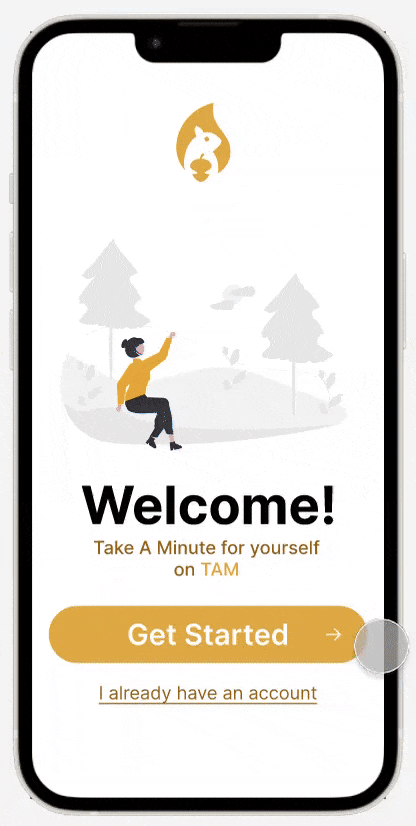 Welcome!
Take A Minute for yourself
on TAM
Get Started →
I already have an account